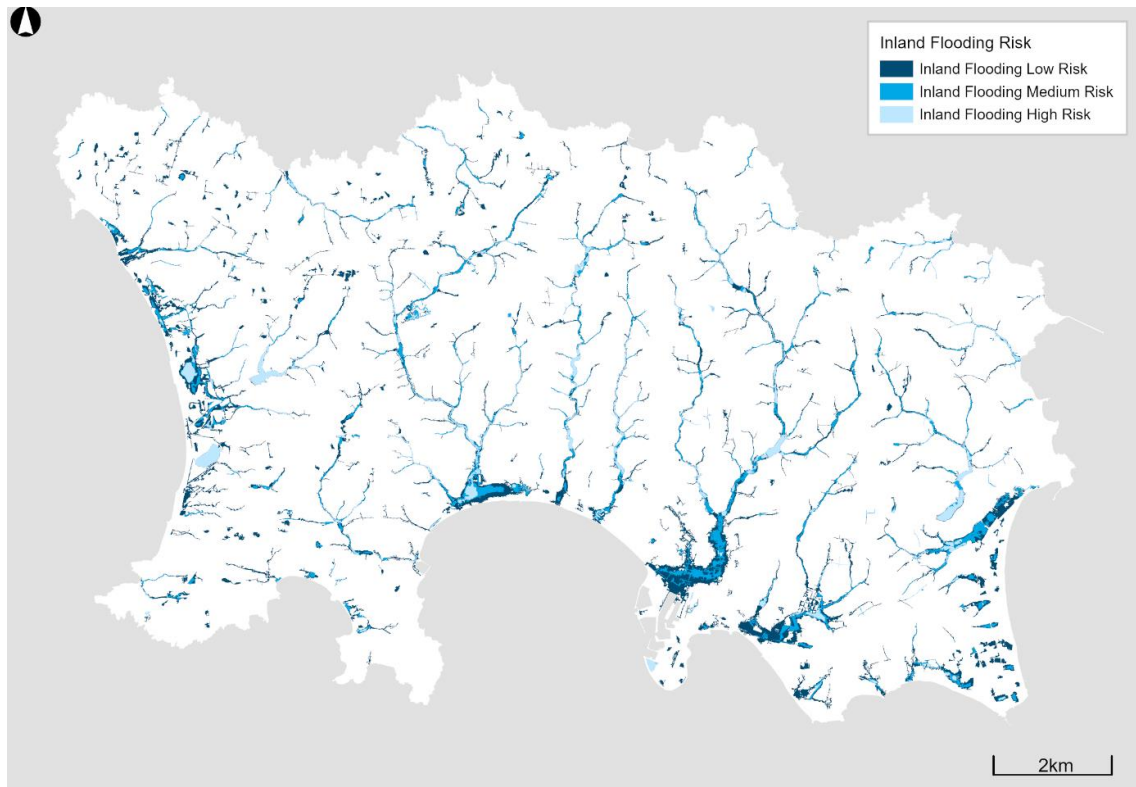 Inland Flooding Risk
Inland Flooding Low Risk
Inland Flooding Medium Risk
Inland Flooding High Risk
2km